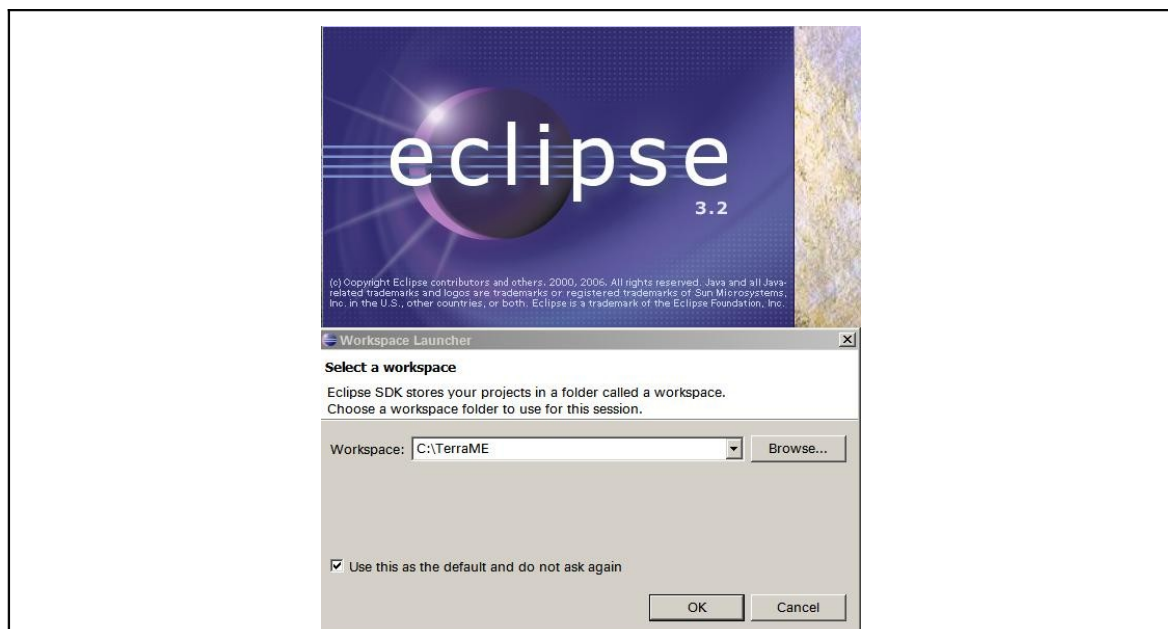 eclipse
3.2
(c) Copyright Eclipse contributors and others. 2000, 2006. All rights reserved. Java and all Java-
related trademarks and logos are trademarks or registered trademarks of Sun Microsystems,
Inc. in the U.S., other countries, or both. Eclipse is a trademark of the Eclipse Foundation, Inc.
Workspace Launcher
Select a workspace
Eclipse SDK stores your projects in a folder called a workspace.
Choose a workspace folder to use for this session.
Workspace: C:\TerraME Browse...
Use this as the default and do not ask again
OK Cancel